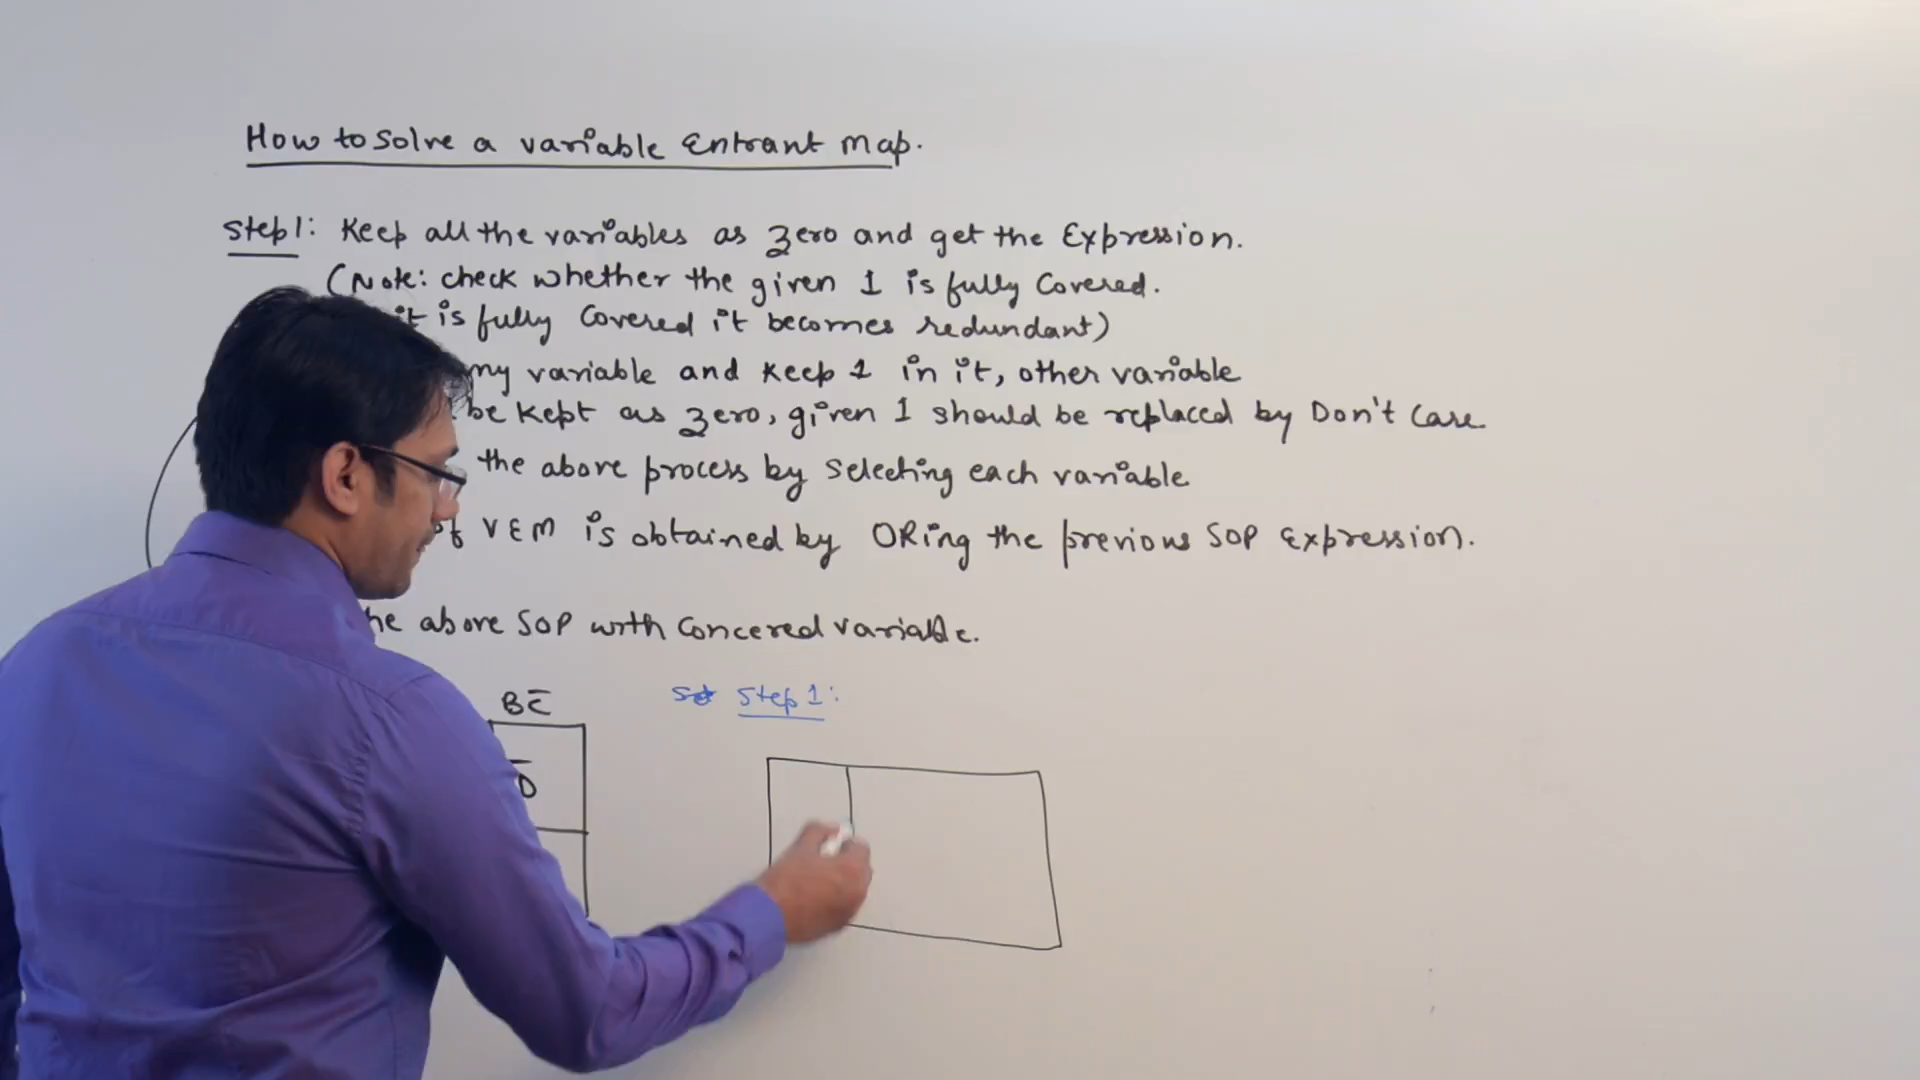 How to solve a variable Entrant map.
Step 1: Keep all the variables as zero and get the Expression.
(Note: check whether the given 1 is fully Covered.
it is fully Covered it becomes redundant)
variable and keep 1 in it, other variable
be kept as zero, given 1 should be replaced by Don't Care.
the above process by selecting each variable.
of VEM is obtained by ORing the previous SOP Expression.
the above SOP with Concered variable.
BC̅
Step 1:
D̅